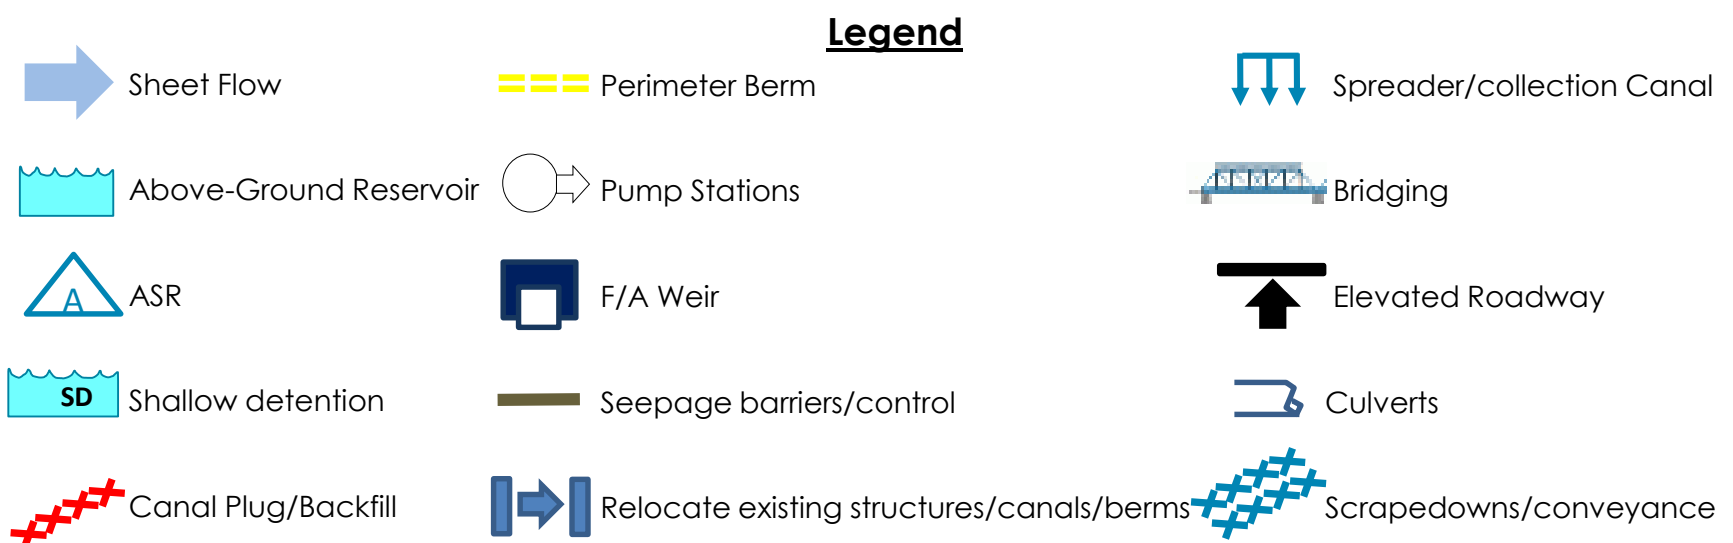 Legend
Sheet Flow
Perimeter Berm
Spreader/collection Canal
Above-Ground Reservoir
Pump Stations
Bridging
A
ASR
F/A Weir
Elevated Roadway
SD
Shallow detention
Seepage barriers/control
Culverts
Canal Plug/Backfill
Relocate existing structures/canals/berms
Scrapedowns/conveyance